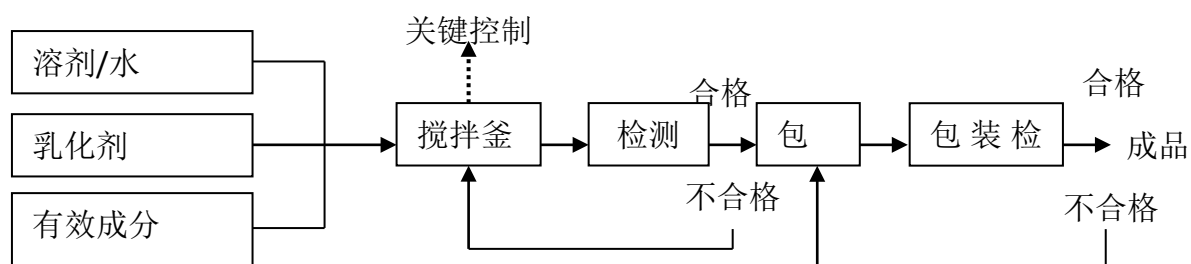 关键控制
溶剂/水
乳化剂
有效成分
搅拌釜
检测
合格
包
包装检
合格
成品
不合格
不合格